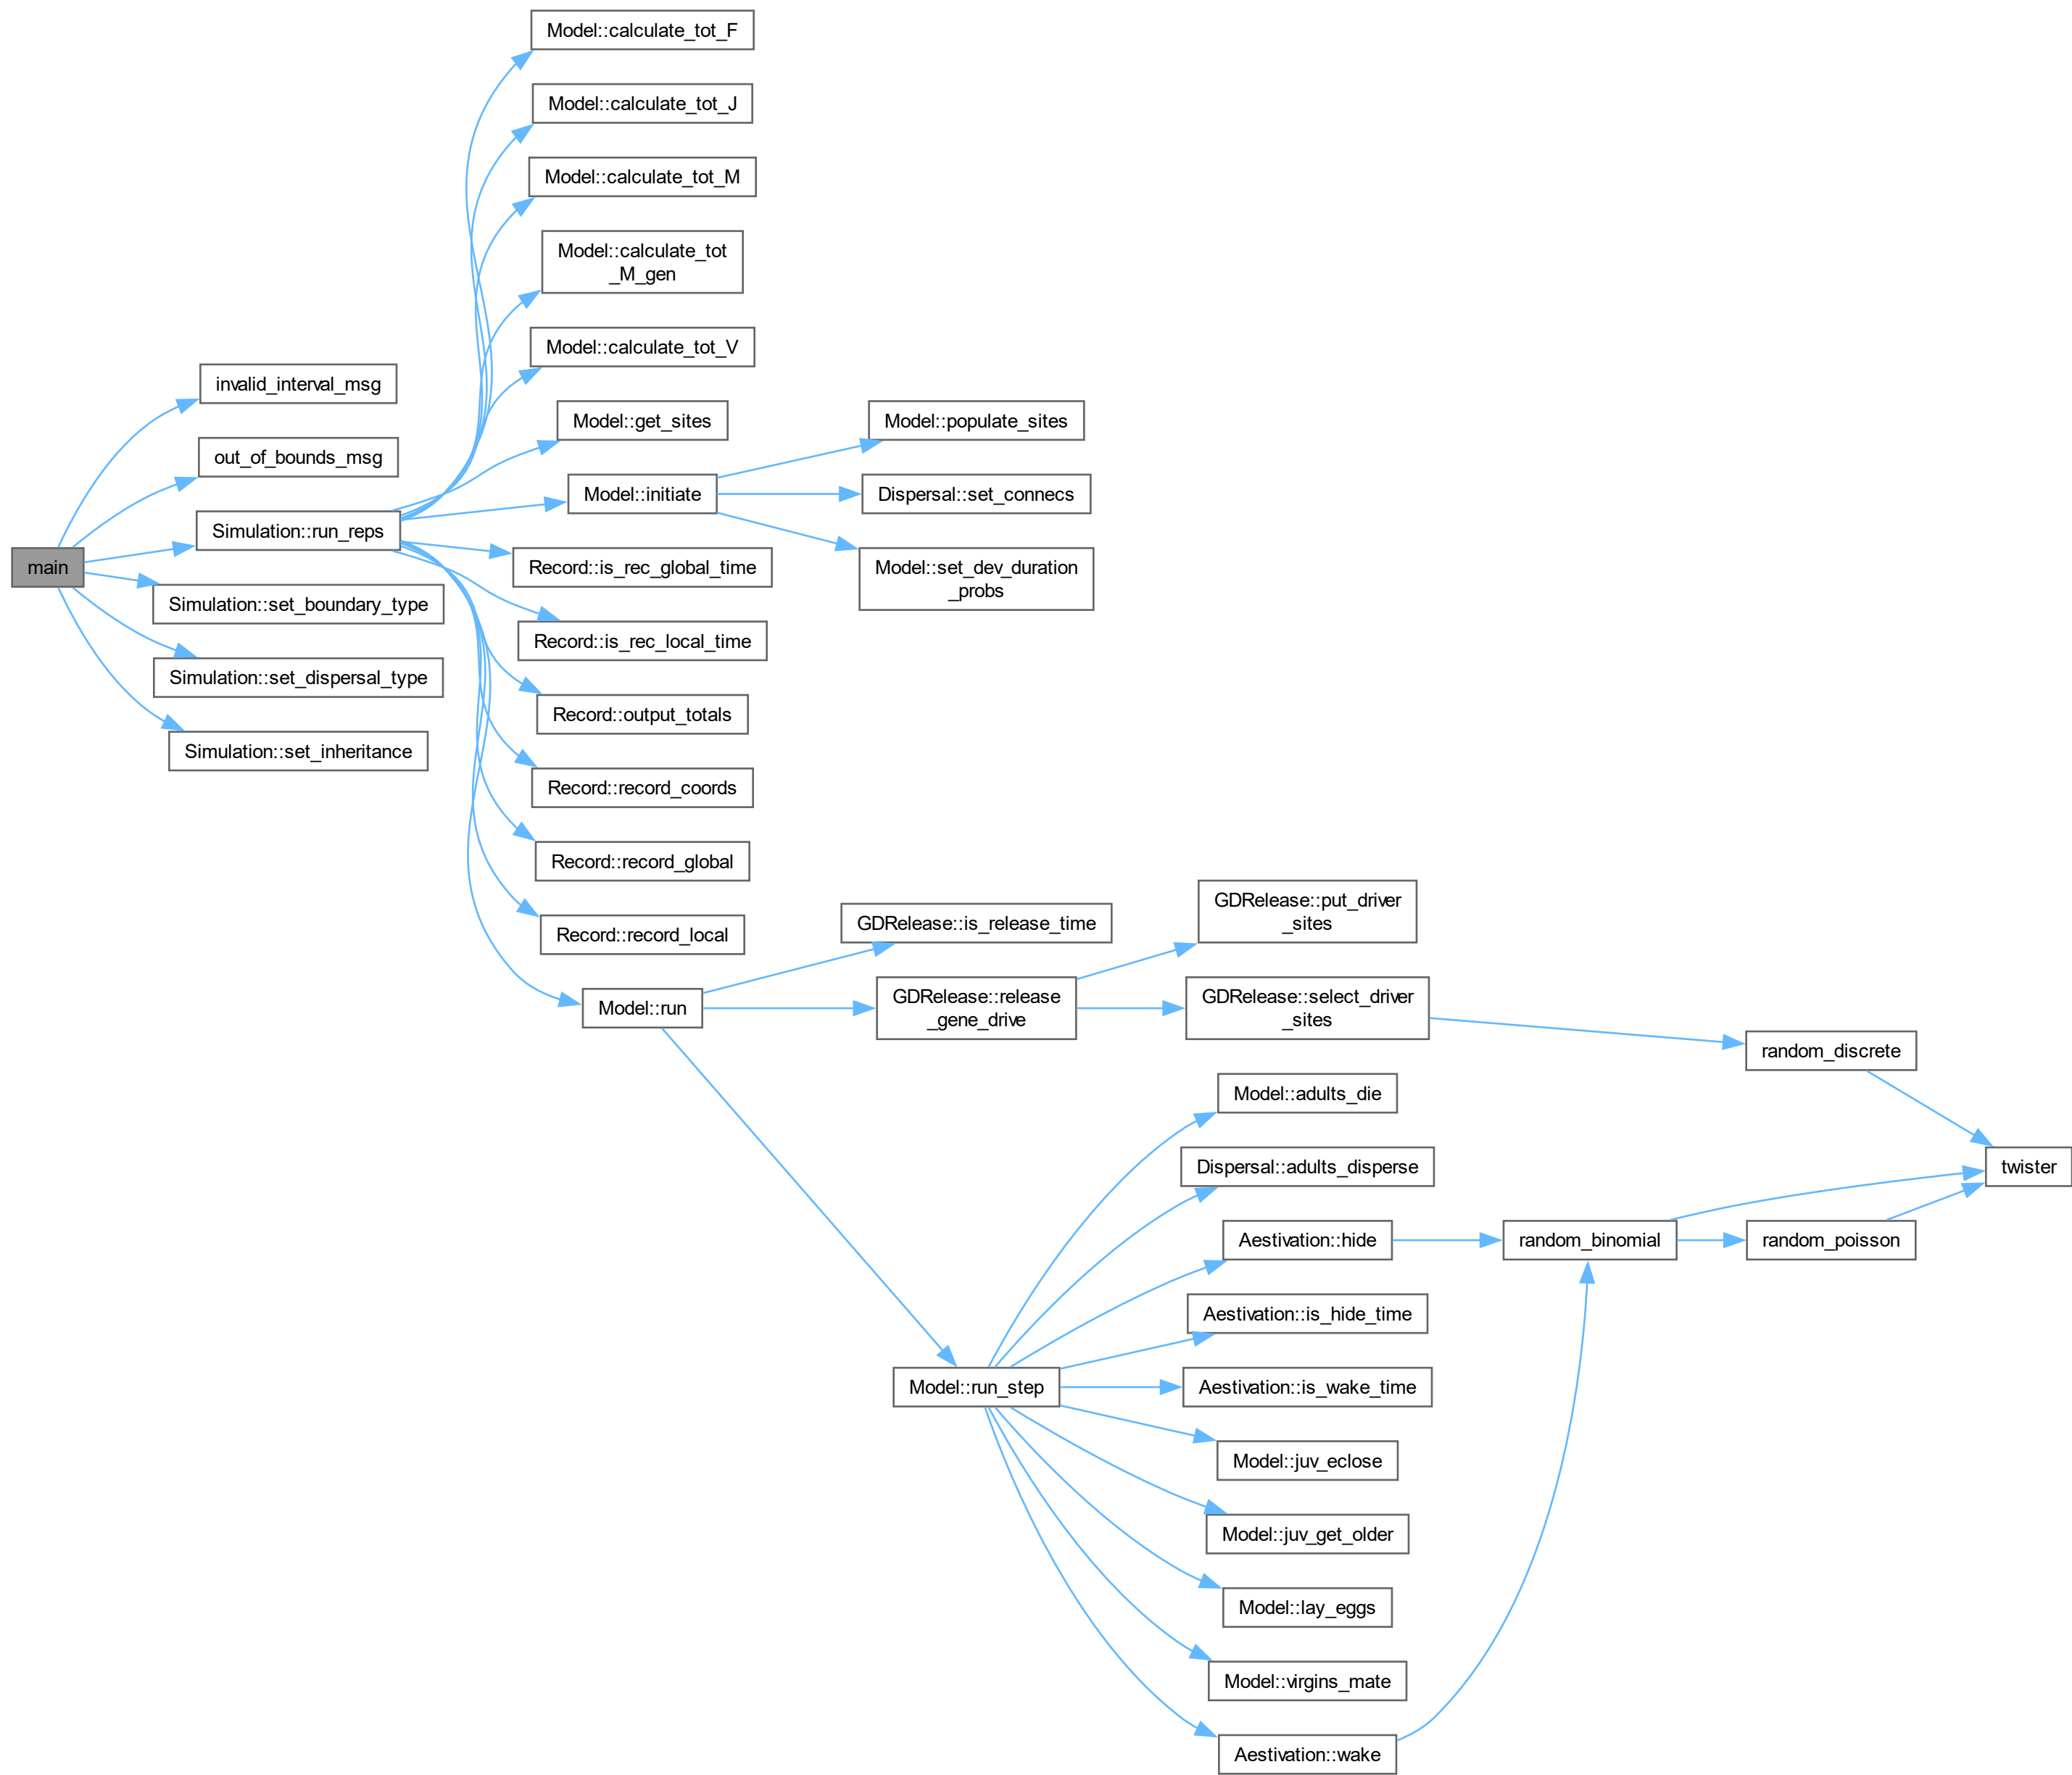 main
invalid_interval_msg
out_of_bounds_msg
Simulation::run_reps
Simulation::set_boundary_type
Simulation::set_dispersal_type
Simulation::set_inheritance
Model::calculate_tot_F
Model::calculate_tot_J
Model::calculate_tot_M
Model::calculate_tot
_M_gen
Model::calculate_tot_V
Model::get_sites
Model::initiate
Record::is_rec_global_time
Record::is_rec_local_time
Record::output_totals
Record::record_coords
Record::record_global
Record::record_local
Model::run
Model::populate_sites
Dispersal::set_connecs
Model::set_dev_duration
_probs
GDRelease::is_release_time
GDRelease::release
_gene_drive
Model::run_step
GDRelease::put_driver
_sites
GDRelease::select_driver
_sites
Model::adults_die
Dispersal::adults_disperse
Aestivation::hide
Aestivation::is_hide_time
Aestivation::is_wake_time
Model::juv_eclose
Model::juv_get_older
Model::lay_eggs
Model::virgins_mate
Aestivation::wake
random_binomial
random_discrete
random_poisson
twister